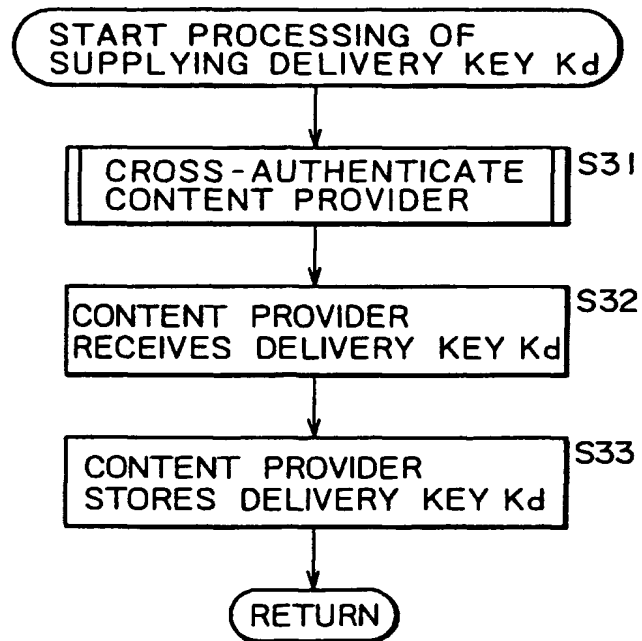 START PROCESSING OF
SUPPLYING DELIVERY KEY Kd
CROSS-AUTHENTICATE
CONTENT PROVIDER
S31
CONTENT PROVIDER
RECEIVES DELIVERY KEY Kd
S32
CONTENT PROVIDER
STORES DELIVERY KEY Kd
S33
RETURN